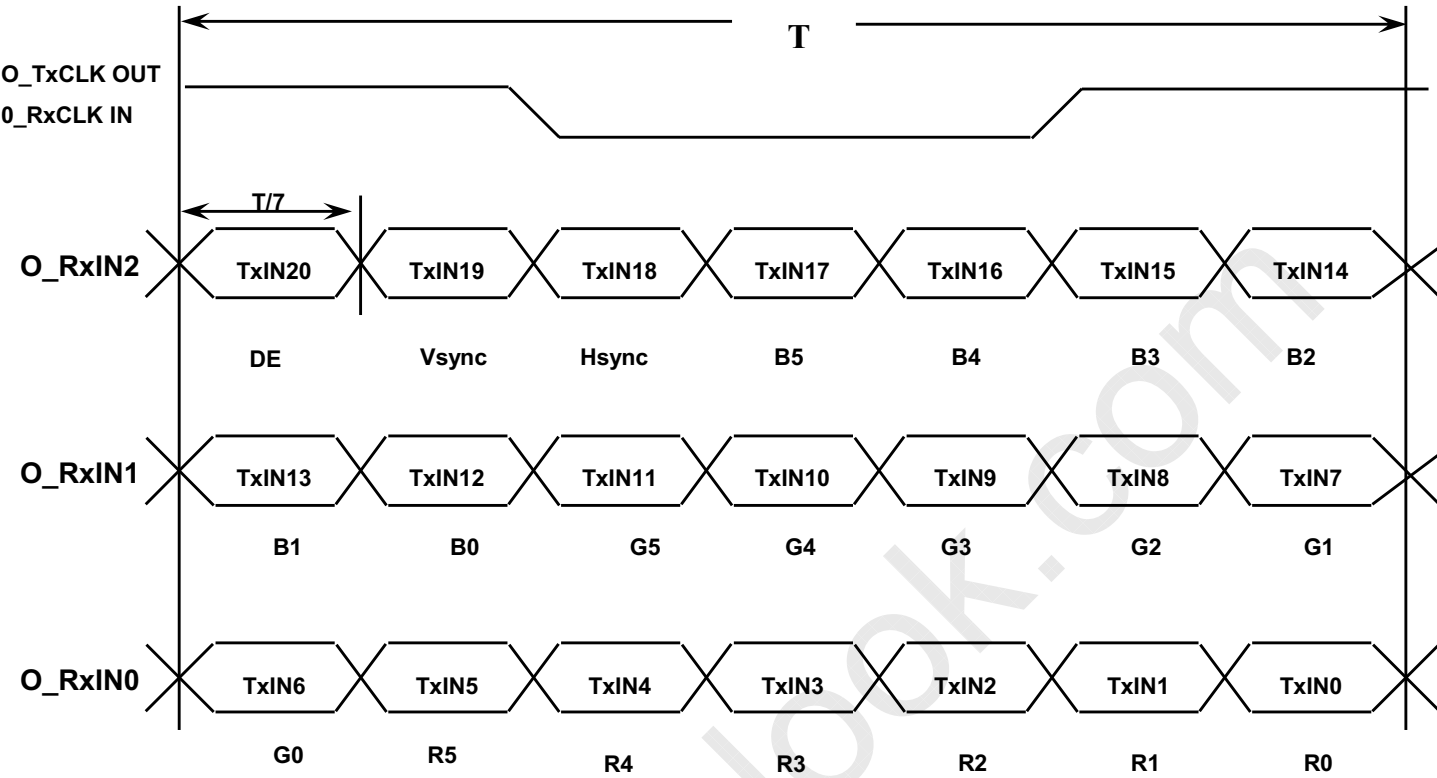 T
O_TxCLK OUT
0_RxCLK IN
T/7
O_RxIN2 TxIN20 TxIN19 TxIN18 TxIN17 TxIN16 TxIN15 TxIN14
DE Vsync Hsync B5 B4 B3 B2
O_RxIN1 TxIN13 TxIN12 TxIN11 TxIN10 TxIN9 TxIN8 TxIN7
B1 B0 G5 G4 G3 G2 G1
O_RxIN0 TxIN6 TxIN5 TxIN4 TxIN3 TxIN2 TxIN1 TxIN0
G0 R5 R4 R3 R2 R1 R0
look.com